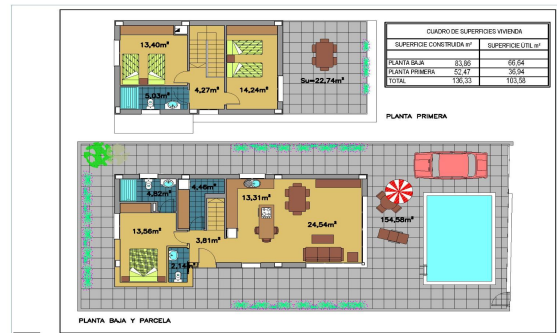 CUADRO DE SUPERFICIES VIVIENDA
SUPERFICIE CONSTRUIDA m² SUPERFICIE ÚTIL m²
PLANTA BAJA 83,86 66,64
PLANTA PRIMERA 52,47 36,94
TOTAL 136,33 103,58
13,40m²
5,03m²
4,27m²
14,24m²
Su=22,74m²
PLANTA PRIMERA
4,82m²
4,46m²
13,31m²
24,54m²
154,58m²
13,56m²
3,81m²
2,14m²
PLANTA BAJA Y PARCELA